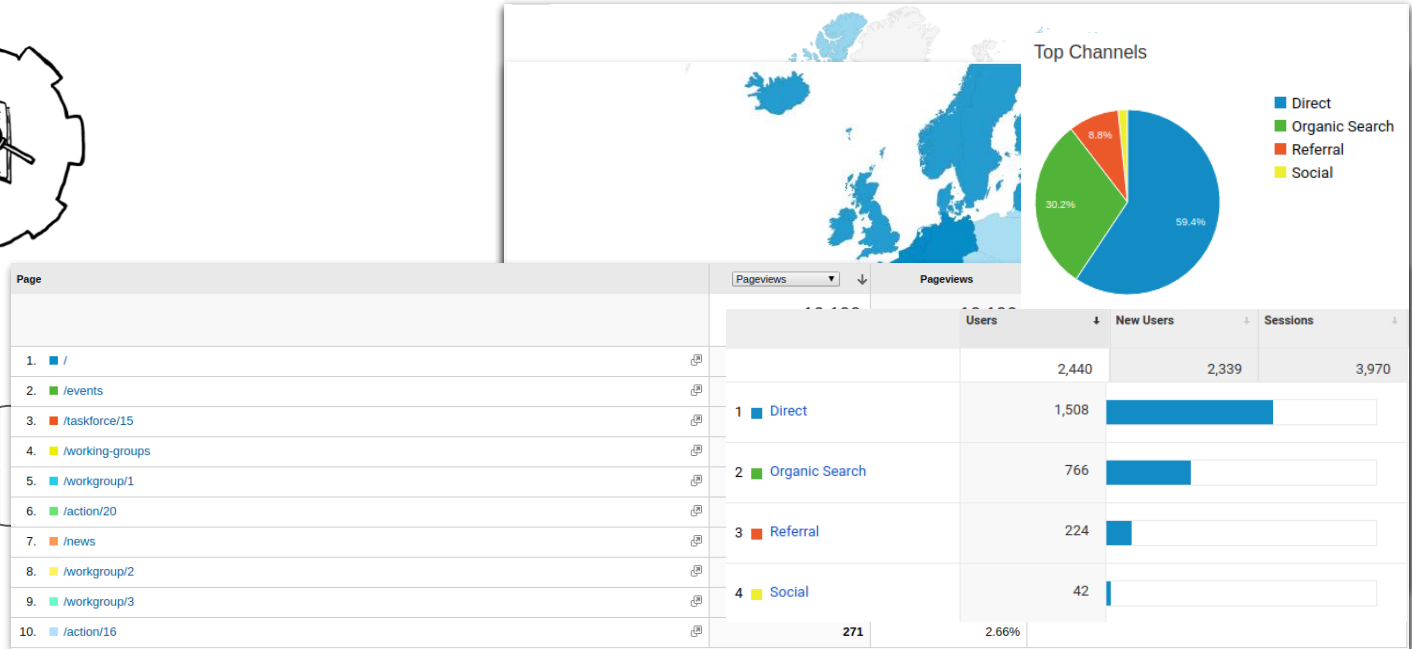 Top Channels
Direct
Organic Search
Referral
Social
8.8%
30.2%
59.4%
Page
Pageviews
Pageviews
Users
New Users
Sessions
2,440
2,339
3,970
1. /
2. /events
3. /taskforce/15
4. /working-groups
5. /workgroup/1
6. /action/20
7. /news
8. /workgroup/2
9. /workgroup/3
10. /action/16
271
2.66%
1 Direct 1,508
2 Organic Search 766
3 Referral 224
4 Social 42